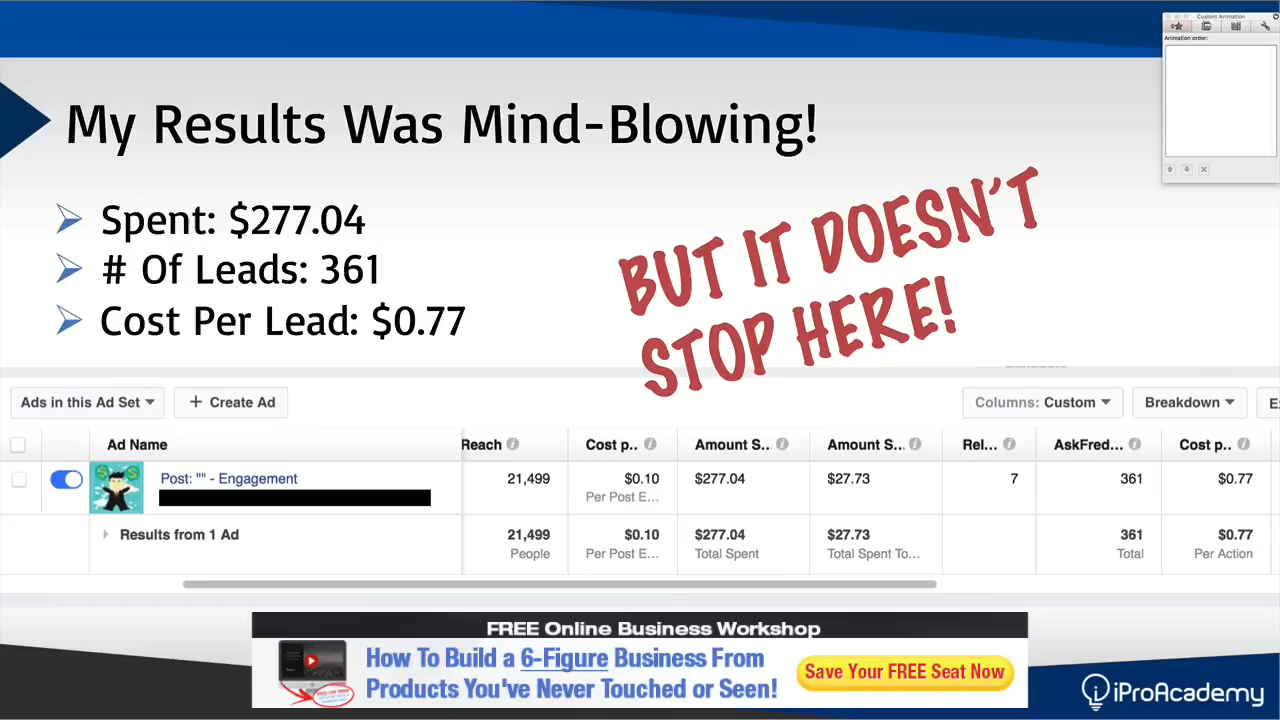 Custom Animation
Animation order:
My Results Was Mind-Blowing!
Spent: $277.04
# Of Leads: 361
Cost Per Lead: $0.77
BUT IT DOESN'T
STOP HERE!
Ads in this Ad Set
+ Create Ad
Columns: Custom
Breakdown
Ad Name Reach Cost p.. Amount S... Amount S... Rel... AskFred... Cost p..
Post: "" - Engagement 21,499 $0.10 $277.04 $27.73 7 361 $0.77
Per Post E...
Results from 1 Ad 21,499 $0.10 $277.04 $27.73 361 $0.77
People Per Post E... Total Spent Total Spent To... Total Per Action
FREE Online Business Workshop
How To Build a 6-Figure Business From
Products You've Never Touched or Seen!
Save Your FREE Seat Now
iProAcademy